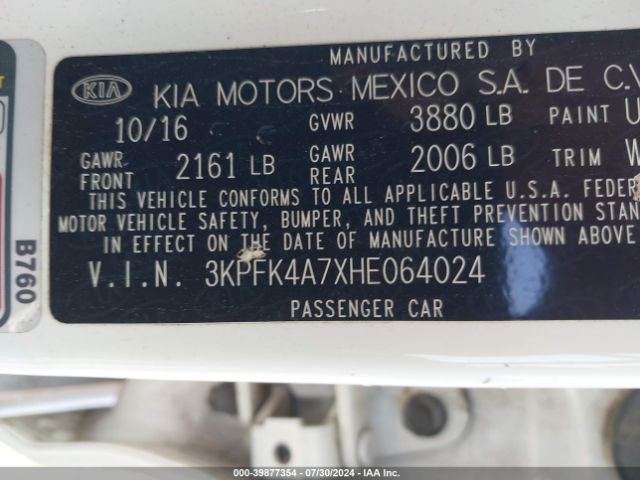 MANUFACTURED BY
KIA KIA MOTORS MEXICO S.A. DE C.V
10/16 GVWR 3880 LB PAINT U
GAWR FRONT 2161 LB GAWR REAR 2006 LB TRIM W
THIS VEHICLE CONFORMS TO ALL APPLICABLE U.S.A. FEDER
MOTOR VEHICLE SAFETY, BUMPER, AND THEFT PREVENTION STAN
IN EFFECT ON THE DATE OF MANUFACTURE SHOWN ABOVE
V.I.N. 3KPFK4A7XHE064024
PASSENGER CAR
B760
000-39877354 - 07/30/2024 - IAA Inc.